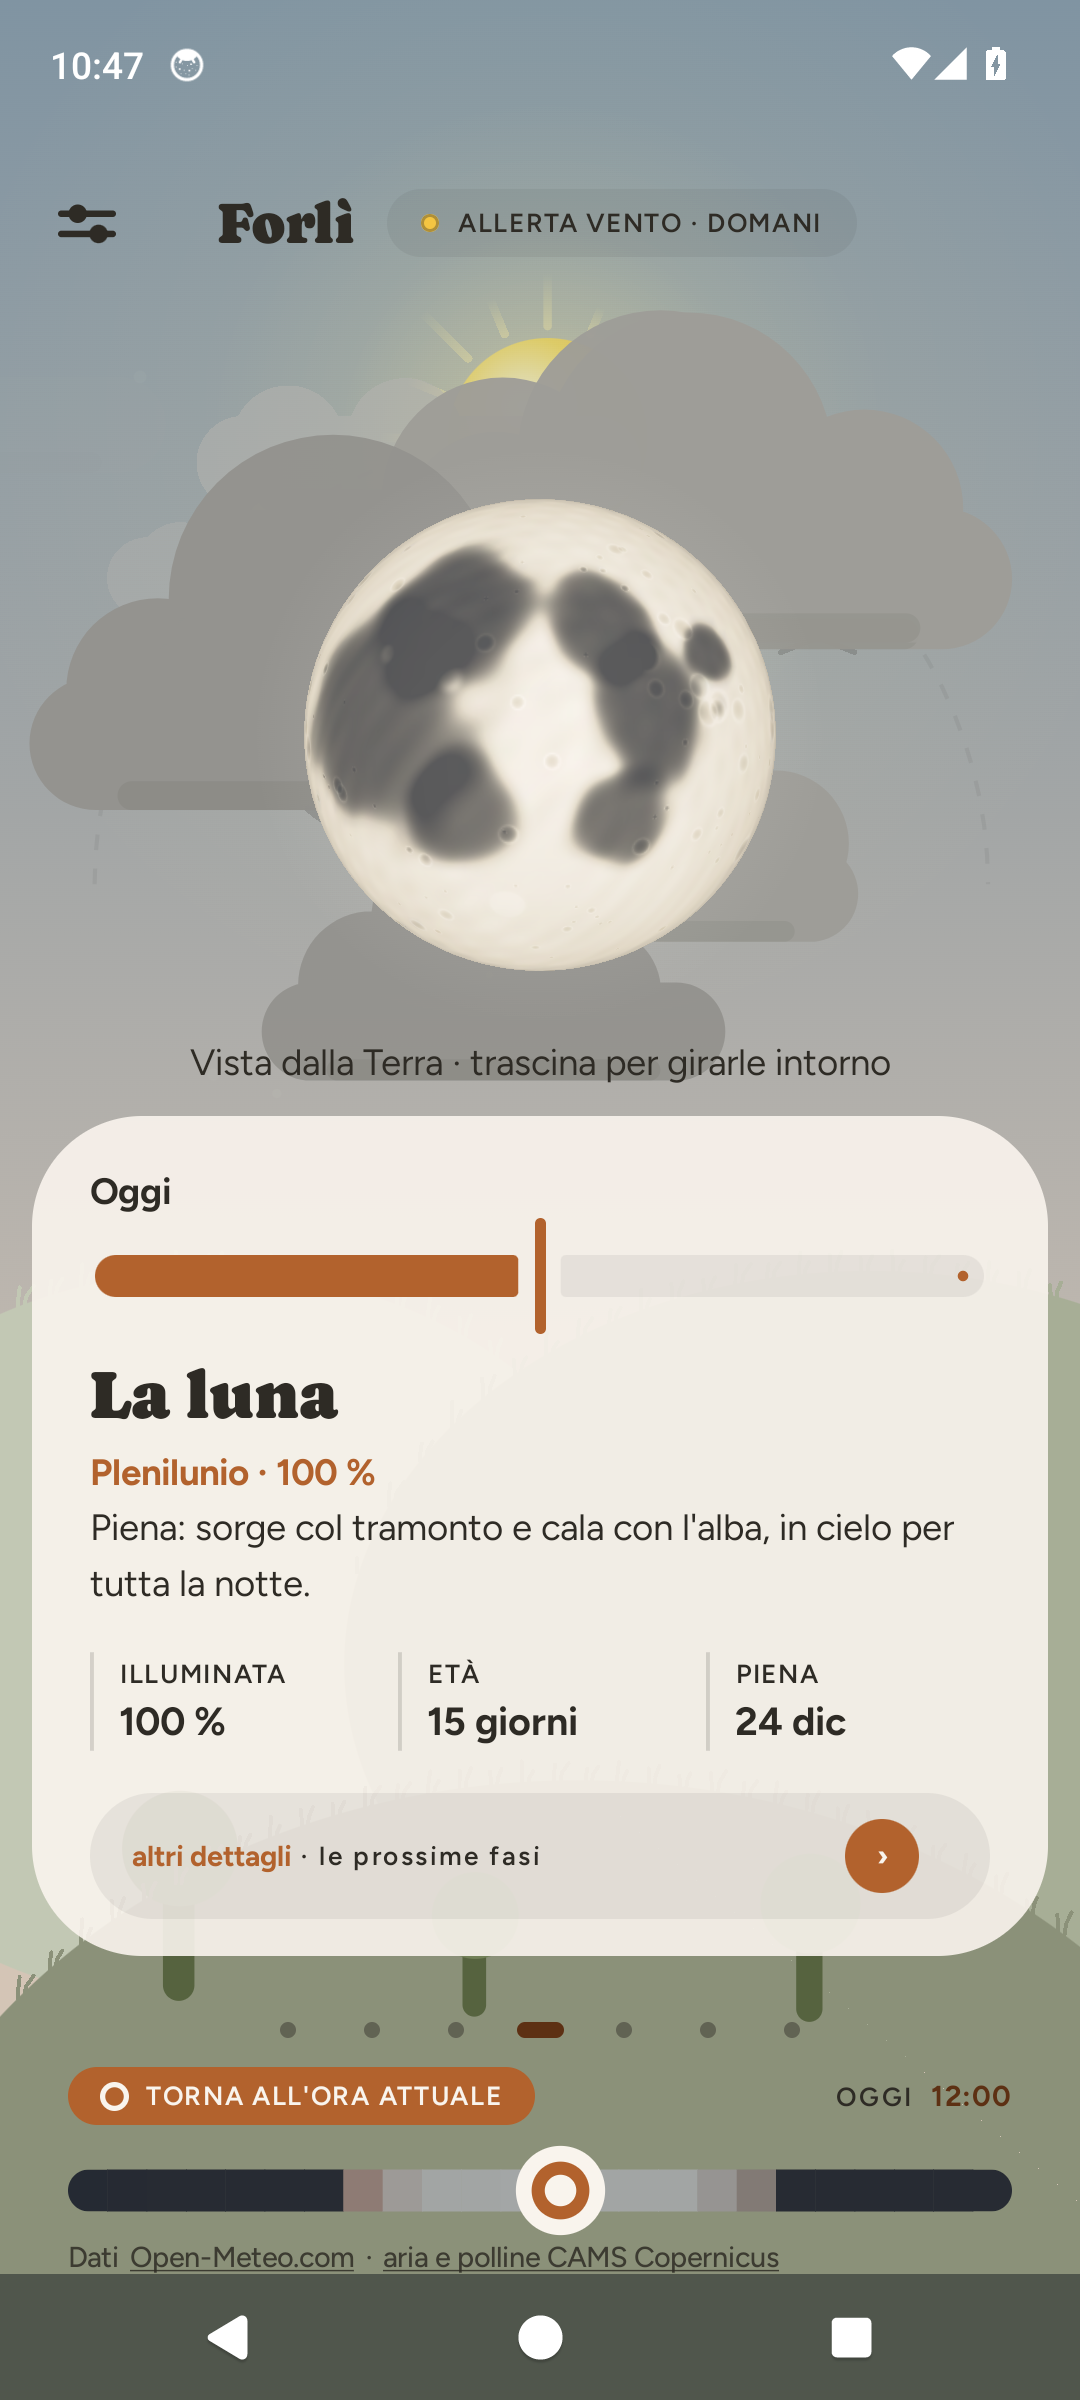 10:47
Forlì
ALLERTA VENTO · DOMANI
Vista dalla Terra · trascina per girarle intorno
Oggi
La luna
Plenilunio · 100 %
Piena: sorge col tramonto e cala con l'alba, in cielo per
tutta la notte.
ILLUMINATA
100 %
ETÀ
15 giorni
PIENA
24 dic
altri dettagli · le prossime fasi
TORNA ALL'ORA ATTUALE
OGGI 12:00
Dati Open-Meteo.com · aria e polline CAMS Copernicus